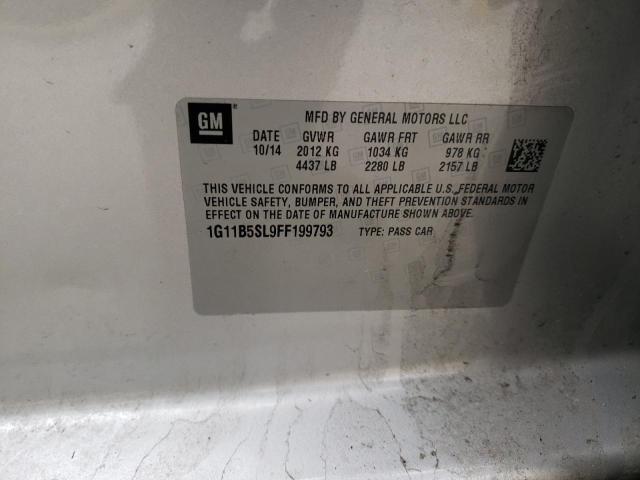 GM
MFD BY GENERAL MOTORS LLC
DATE GVWR GAWR FRT GAWR RR
10/14 2012 KG 1034 KG 978 KG
4437 LB 2280 LB 2157 LB
THIS VEHICLE CONFORMS TO ALL APPLICABLE U.S. FEDERAL MOTOR
VEHICLE SAFETY, BUMPER, AND THEFT PREVENTION STANDARDS IN
EFFECT ON THE DATE OF MANUFACTURE SHOWN ABOVE.
1G11B5SL9FF199793 TYPE: PASS CAR